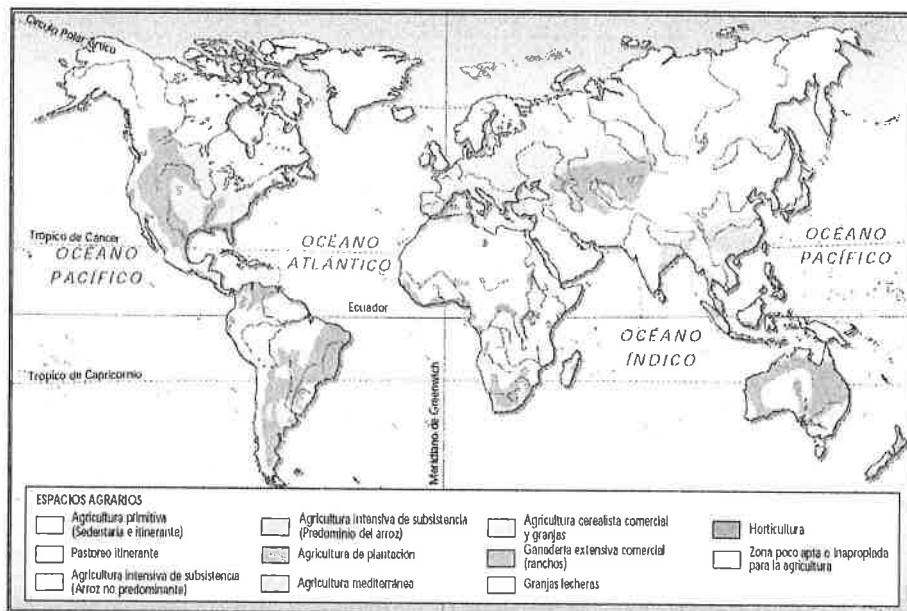 Círculo Polar Ártico
Trópico de Cáncer
OCÉANO
PACÍFICO
OCÉANO
ATLÁNTICO
OCÉANO
PACÍFICO
Ecuador
OCÉANO
ÍNDICO
Trópico de Capricornio
Meridiano de Greenwich
ESPACIOS AGRARIOS
Agricultura primitiva
(Sedentaria e itinerante)
Pastoreo itinerante
Agricultura intensiva de subsistencia
(Arroz no predominante)
Agricultura intensiva de subsistencia
(Predominio del arroz)
Agricultura de plantación
Agricultura mediterránea
Agricultura cerealista comercial
y granjas
Ganadería extensiva comercial
(ranchos)
Granjas lecheras
Horticultura
Zona poco apta o inapropiada
para la agricultura